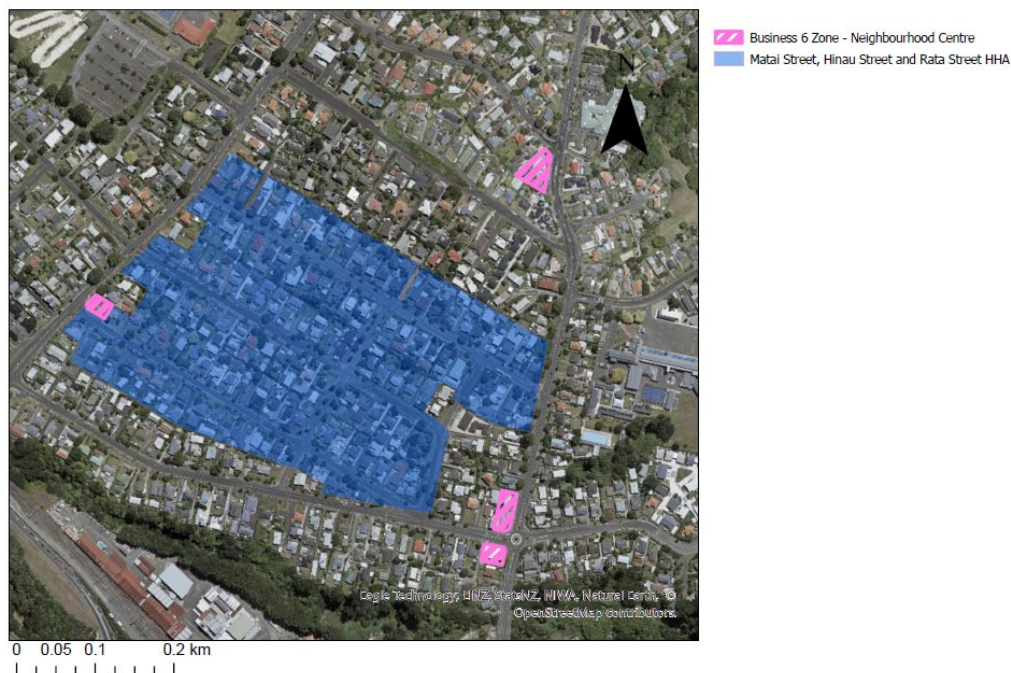 Business 6 Zone - Neighbourhood Centre
Matai Street, Hinau Street and Rata Street HHA
N
Eagle Technology, LINZ, StatsNZ, NIWA, Natural Earth, ©
OpenStreetMap contributors.
0 0.05 0.1 0.2 km